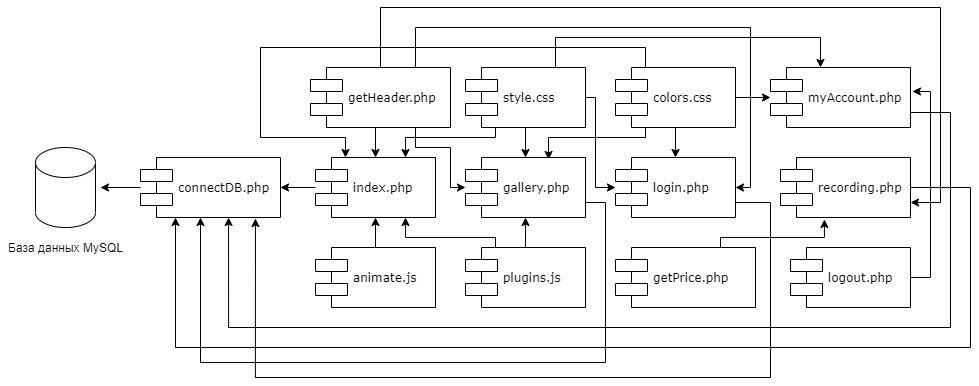 getHeader.php
style.css
colors.css
myAccount.php
connectDB.php
index.php
gallery.php
login.php
recording.php
База данных MySQL
animate.js
plugins.js
getPrice.php
logout.php